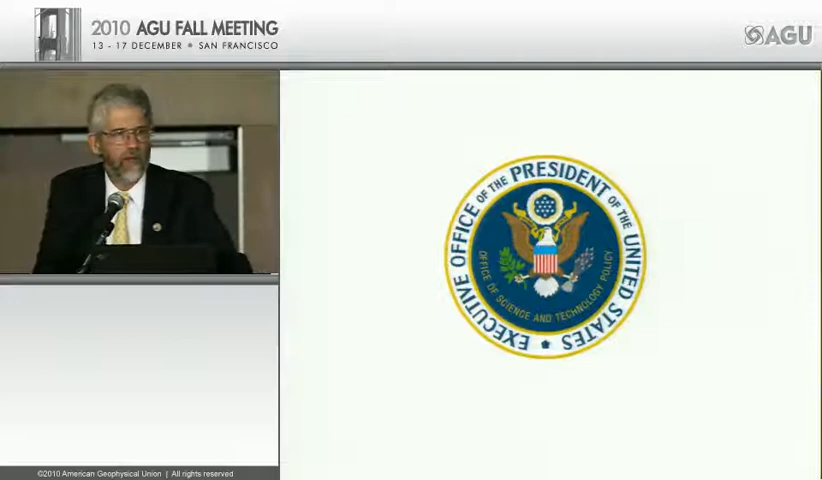 2010 AGU FALL MEETING
13 - 17 DECEMBER SAN FRANCISCO
AGU
EXECUTIVE OFFICE OF THE PRESIDENT OF THE UNITED STATES
OFFICE OF SCIENCE AND TECHNOLOGY POLICY
©2010 American Geophysical Union | All rights reserved